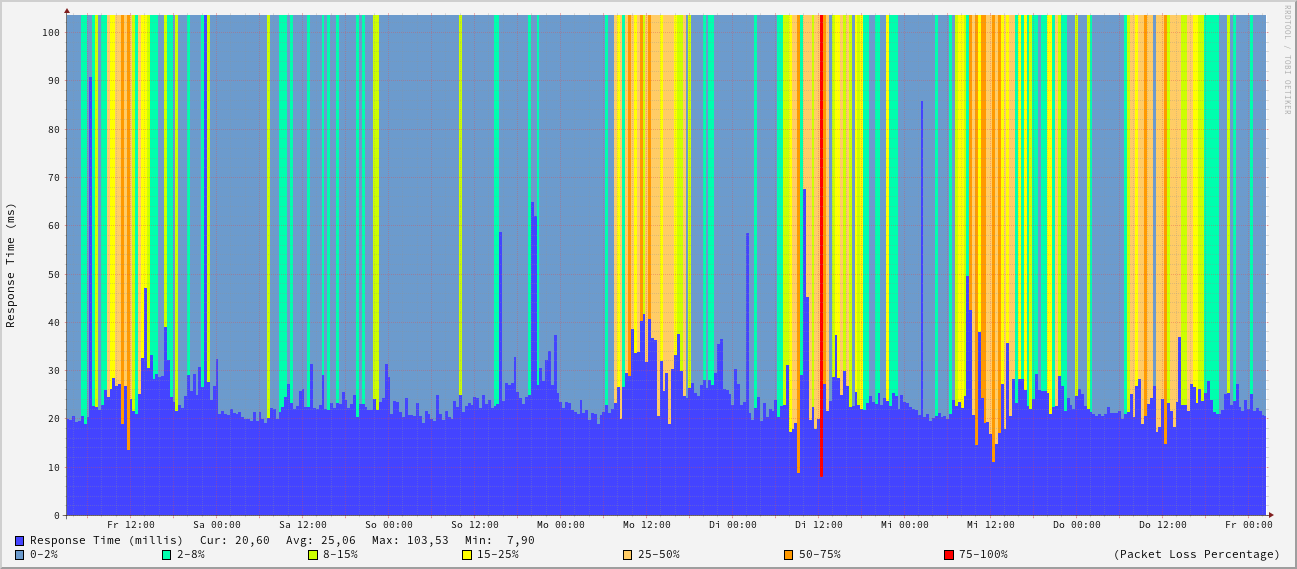 RRDTOOL / TOBI OETIKER
Response Time (ms)
100
90
80
70
60
50
40
30
20
10
0
Fr 12:00 Sa 00:00 Sa 12:00 So 00:00 So 12:00 Mo 00:00 Mo 12:00 Di 00:00 Di 12:00 Mi 00:00 Mi 12:00 Do 00:00 Do 12:00 Fr 00:00
Response Time (millis) Cur: 20,60 Avg: 25,06 Max: 103,53 Min: 7,90
0-2% 2-8% 8-15% 15-25% 25-50% 50-75% 75-100% (Packet Loss Percentage)